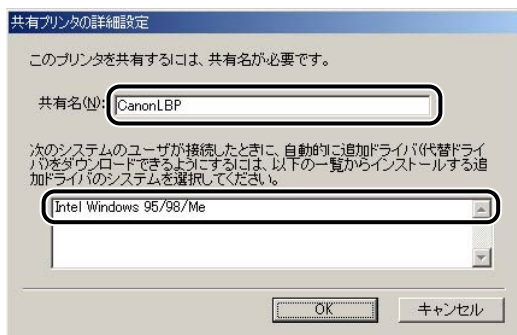 共有プリンタの詳細設定
このプリンタを共有するには、共有名が必要です。
共有名(N): CanonLBP
次のシステムのユーザが接続したときに、自動的に追加ドライバ(代替ドライ
バ)をダウンロードできるようにするには、以下の一覧からインストールする追
加ドライバのシステムを選択してください。
Intel Windows 95/98/Me
OK キャンセル